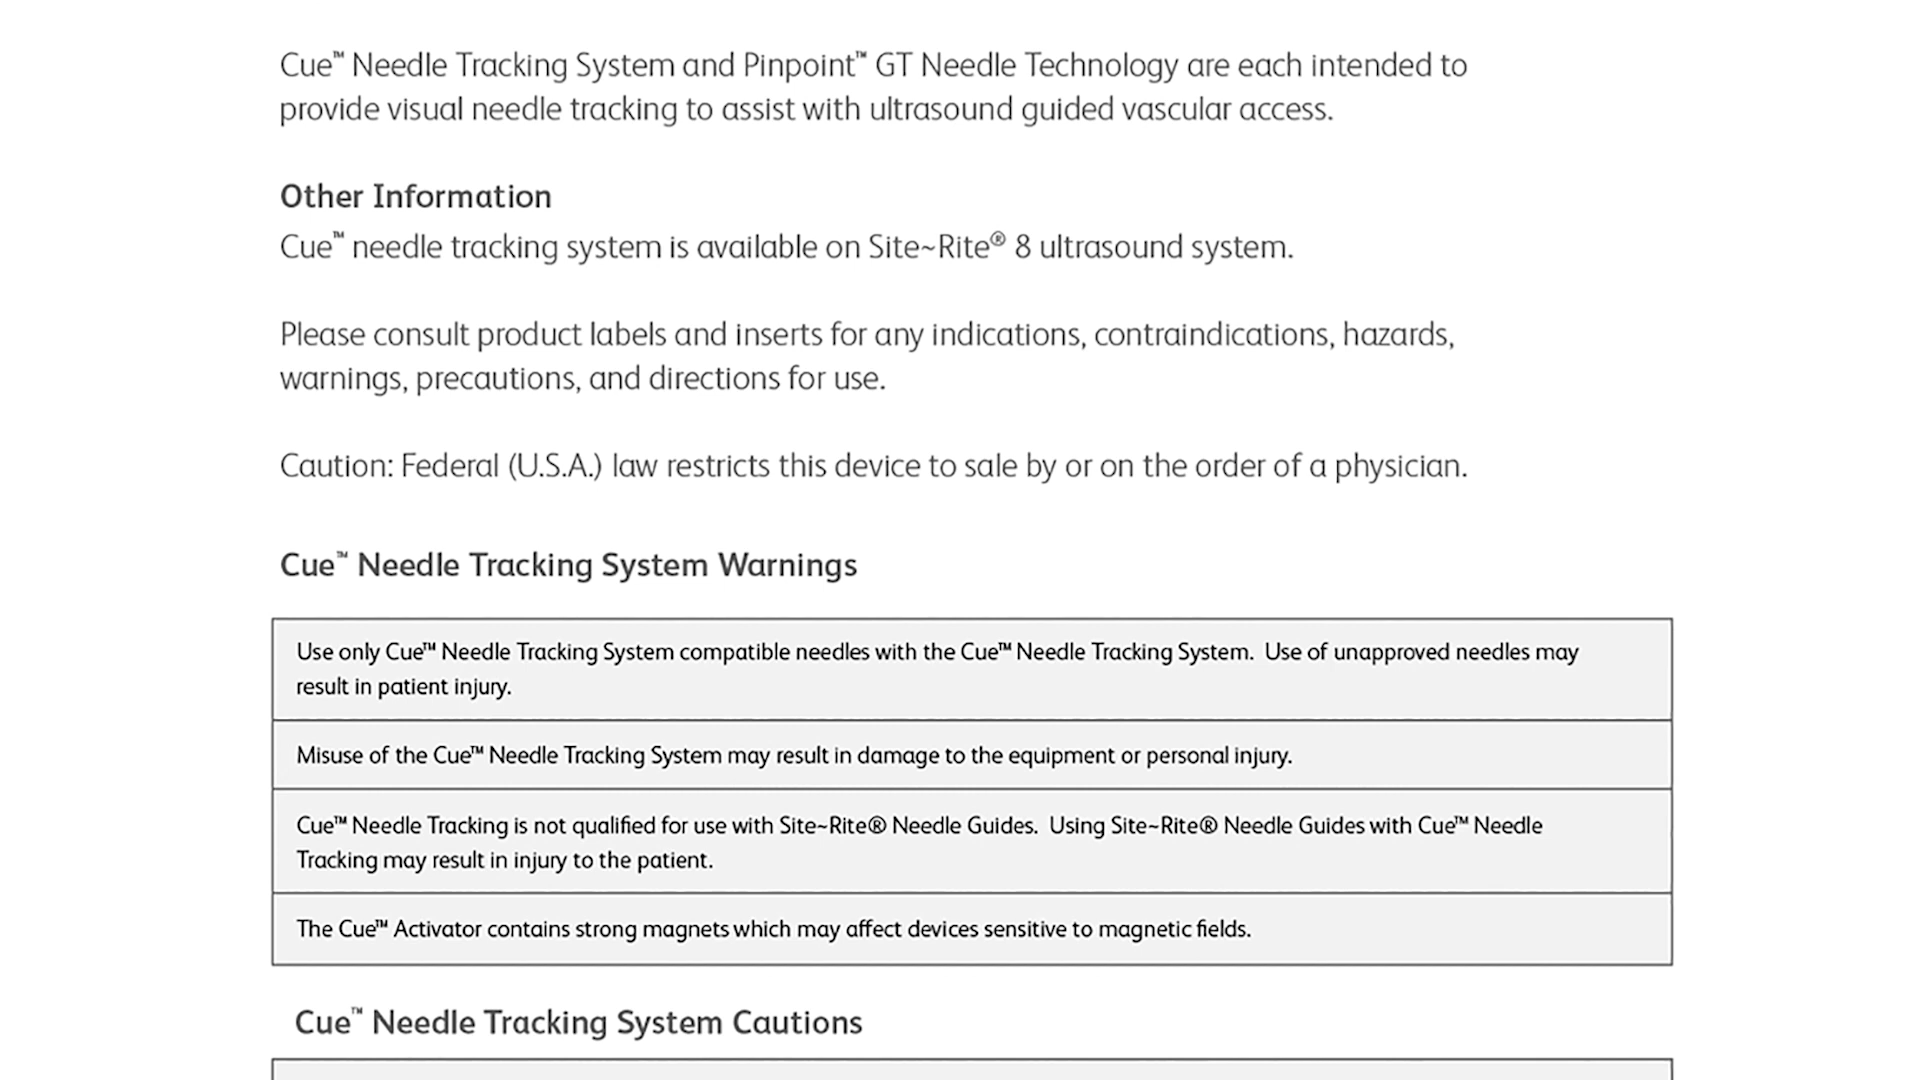 Cue™ Needle Tracking System and Pinpoint™ GT Needle Technology are each intended to
provide visual needle tracking to assist with ultrasound guided vascular access.
Other Information
Cue™ needle tracking system is available on Site~Rite® 8 ultrasound system.
Please consult product labels and inserts for any indications, contraindications, hazards,
warnings, precautions, and directions for use.
Caution: Federal (U.S.A.) law restricts this device to sale by or on the order of a physician.
Cue™ Needle Tracking System Warnings
Use only Cue™ Needle Tracking System compatible needles with the Cue™ Needle Tracking System.  Use of unapproved needles may
result in patient injury.
Misuse of the Cue™ Needle Tracking System may result in damage to the equipment or personal injury.
Cue™ Needle Tracking is not qualified for use with Site~Rite® Needle Guides.  Using Site~Rite® Needle Guides with Cue™ Needle
Tracking may result in injury to the patient.
The Cue™ Activator contains strong magnets which may affect devices sensitive to magnetic fields.
Cue™ Needle Tracking System Cautions